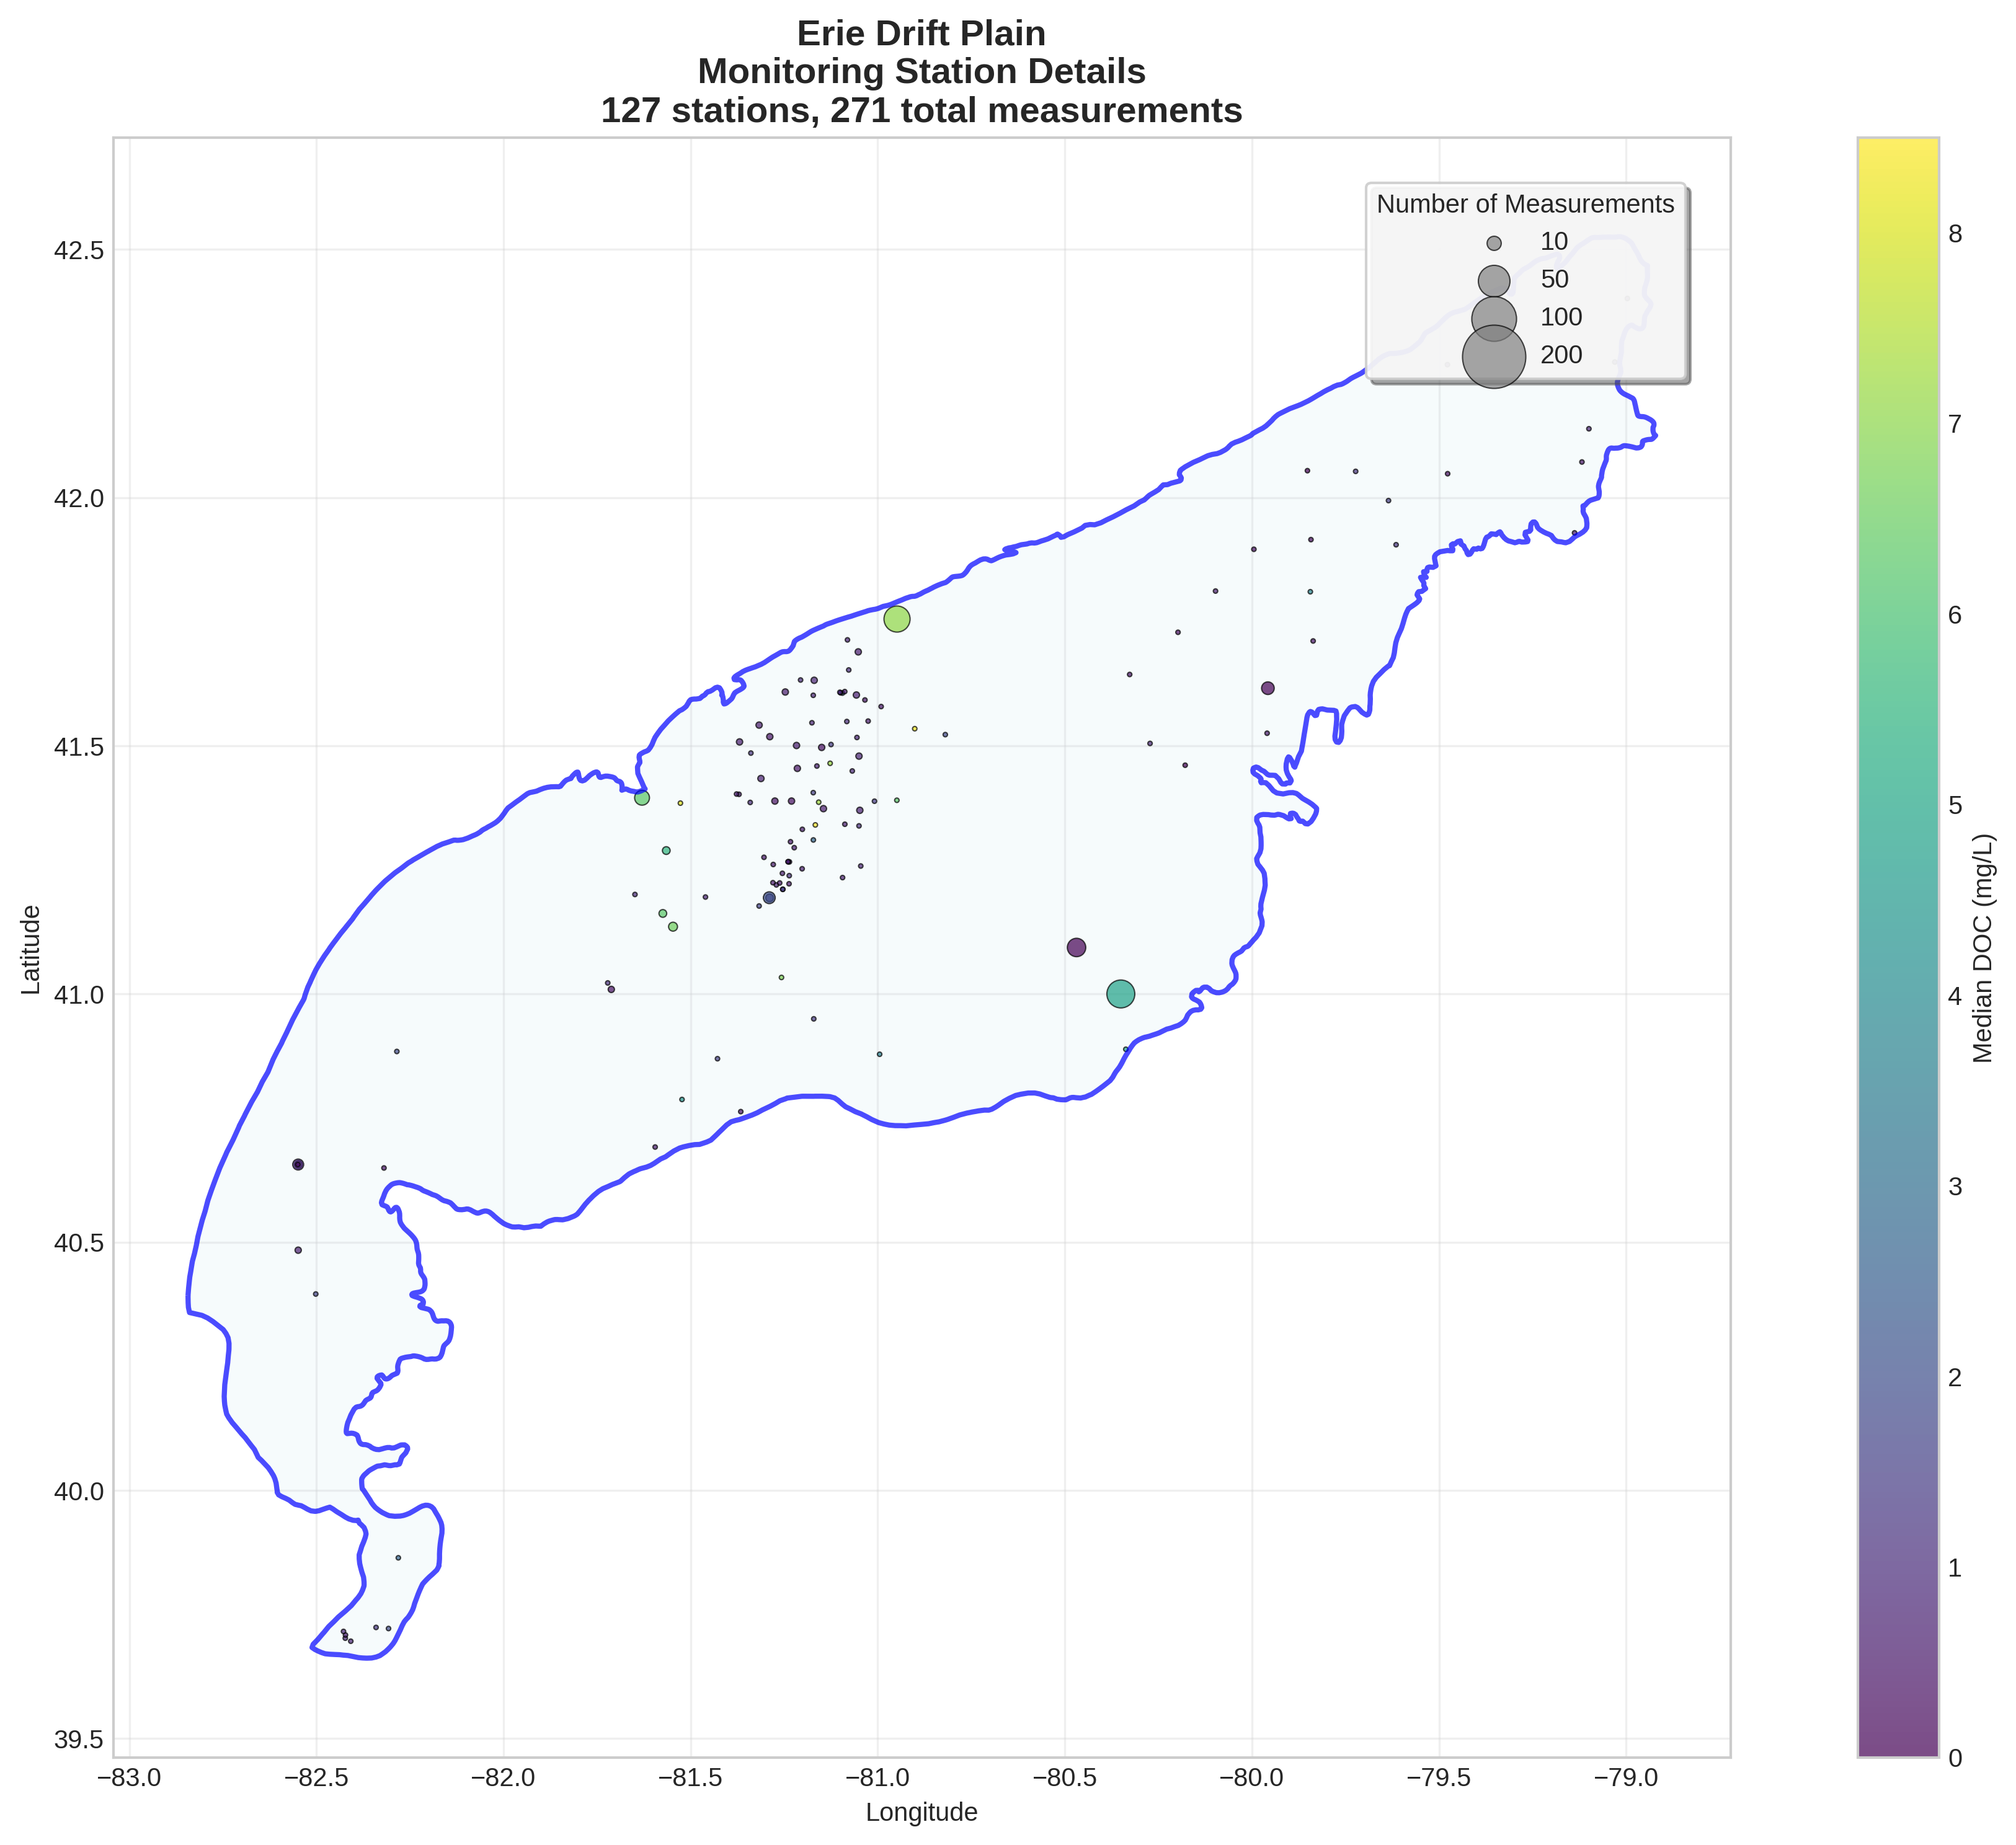 Erie Drift Plain
Monitoring Station Details
127 stations, 271 total measurements
Number of Measurements
10
50
100
200
42.5
42.0
41.5
41.0
40.5
40.0
39.5
Latitude
−83.0 −82.5 −82.0 −81.5 −81.0 −80.5 −80.0 −79.5 −79.0
Longitude
8
7
6
5
4
3
2
1
0
Median DOC (mg/L)